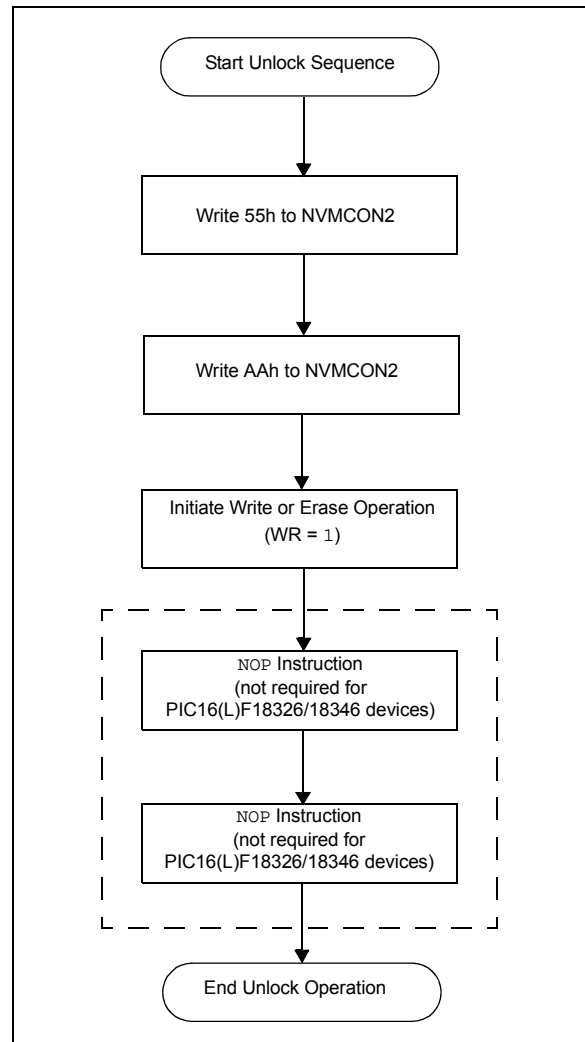 Start Unlock Sequence
Write 55h to NVMCON2
Write AAh to NVMCON2
Initiate Write or Erase Operation
(WR = 1)
NOP Instruction
(not required for
PIC16(L)F18326/18346 devices)
NOP Instruction
(not required for
PIC16(L)F18326/18346 devices)
End Unlock Operation